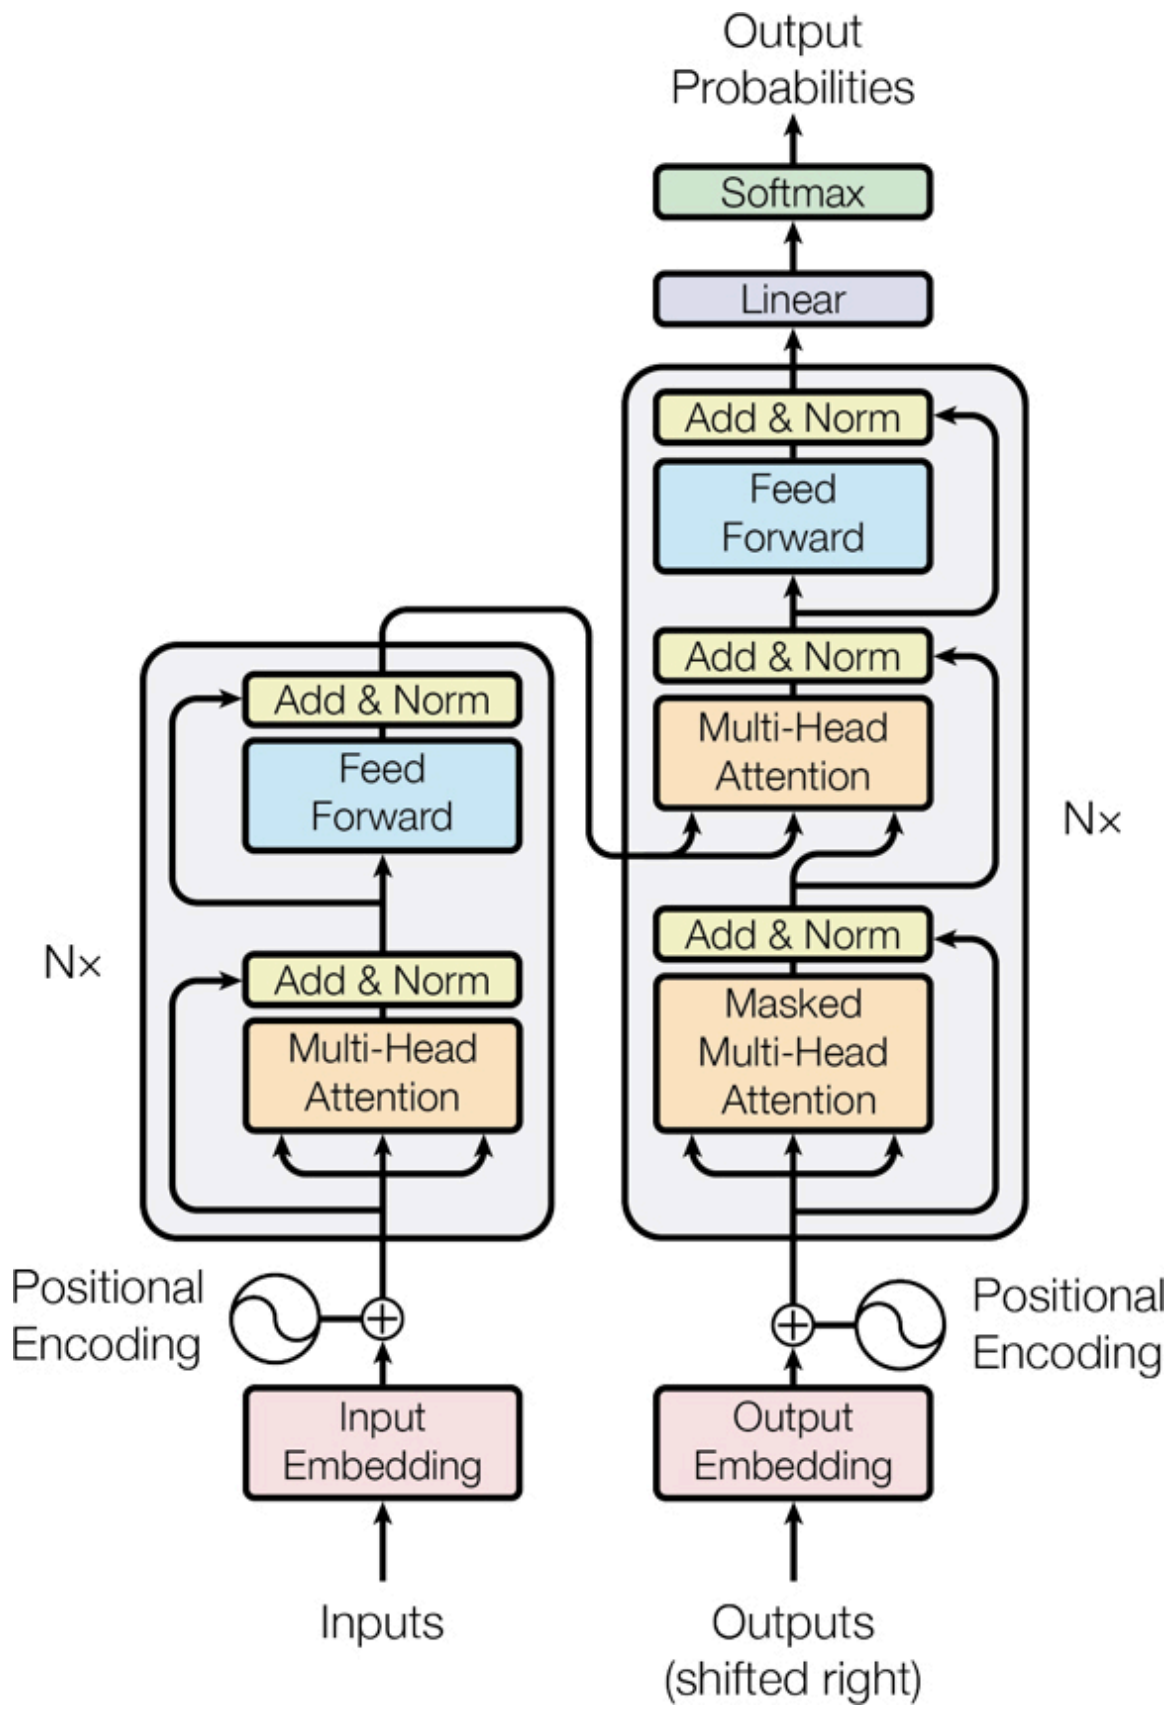 Output
Probabilities
Softmax
Linear
Add & Norm
Feed
Forward
Add & Norm
Multi-Head
Attention
Add & Norm
Masked
Multi-Head
Attention
N×
Add & Norm
Feed
Forward
Add & Norm
Multi-Head
Attention
N×
Positional
Encoding
Positional
Encoding
Input
Embedding
Output
Embedding
Inputs
Outputs
(shifted right)